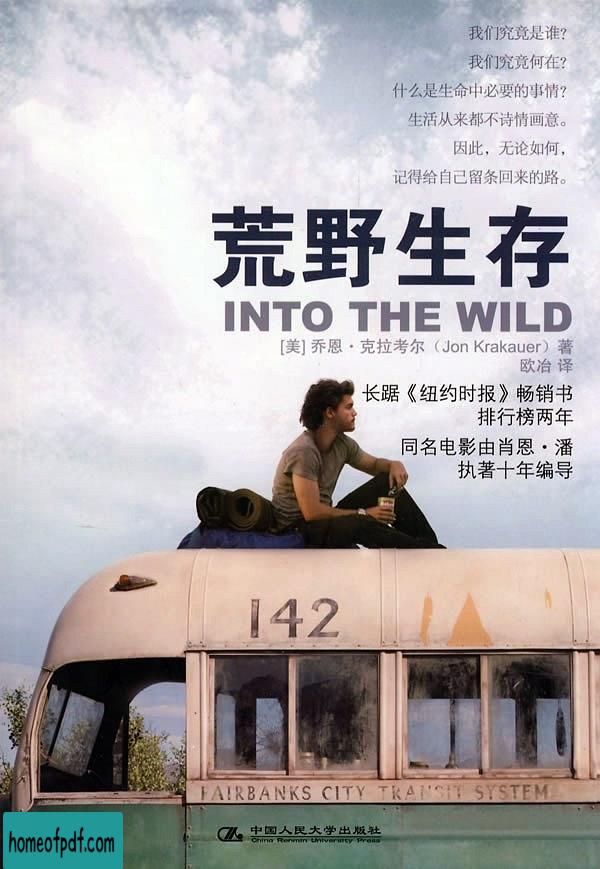 我们究竟是谁？
我们究竟何在？
什么是生命中必要的事情？
生活从来都不诗情画意。
因此，无论如何，
记得给自己留条回来的路。
荒野生存
INTO THE WILD
[美] 乔恩·克拉考尔（Jon Krakauer）著
欧冶 译
长踞《纽约时报》畅销书
排行榜两年
同名电影由肖恩·潘
执著十年编导
142
FAIRBANKS CITY TRANSIT SYSTEM
中国人民大学出版社
China Renmin University Press
homeofpdf.com